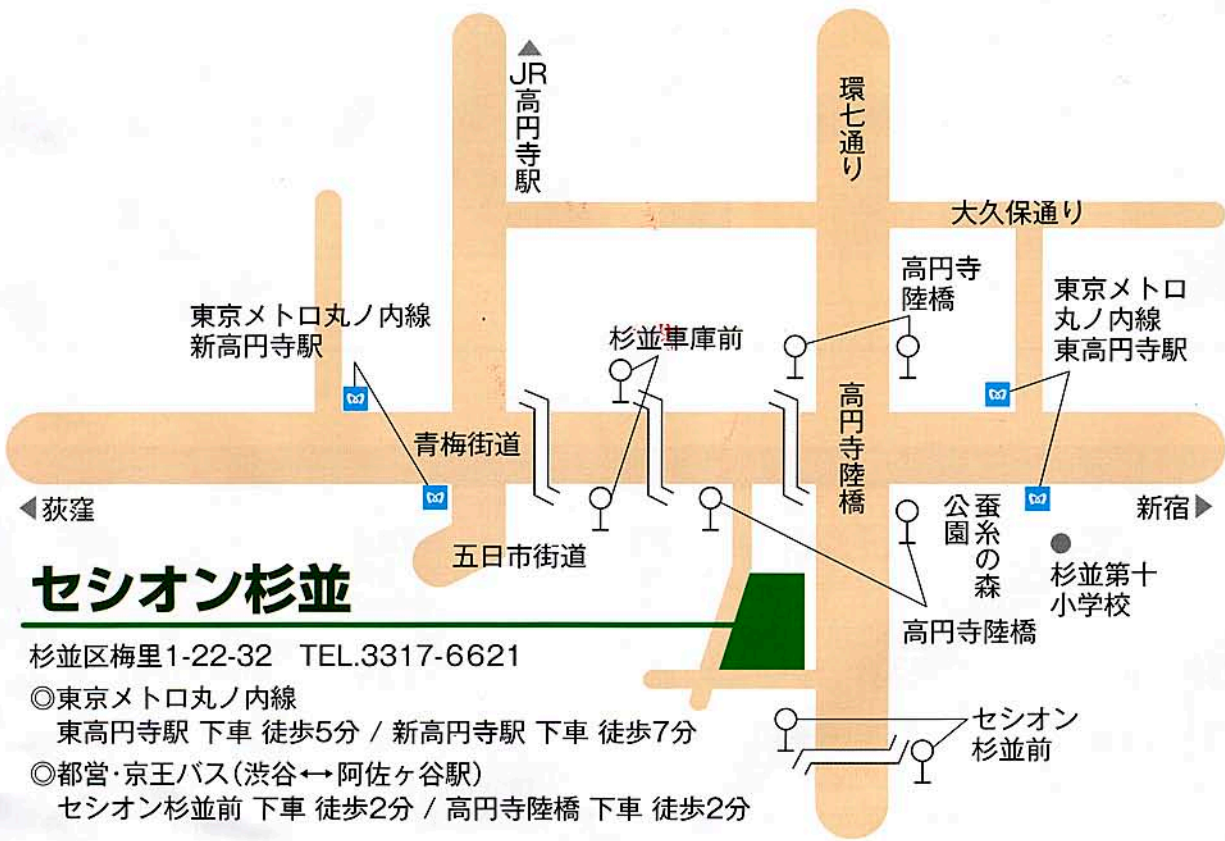 ▲
JR高円寺駅
環七通り
大久保通り
高円寺
陸橋
東京メトロ
丸ノ内線
東高円寺駅
東京メトロ丸ノ内線
新高円寺駅
杉並車庫前
高円寺陸橋
青梅街道
◀荻窪
新宿▶
蚕糸の森
公園
五日市街道
杉並第十
小学校
高円寺陸橋
セシオン杉並
杉並区梅里1-22-32 TEL.3317-6621
◎東京メトロ丸ノ内線
東高円寺駅 下車 徒歩5分 / 新高円寺駅 下車 徒歩7分
◎都営・京王バス(渋谷↔阿佐ヶ谷駅)
セシオン杉並前 下車 徒歩2分 / 高円寺陸橋 下車 徒歩2分
セシオン
杉並前